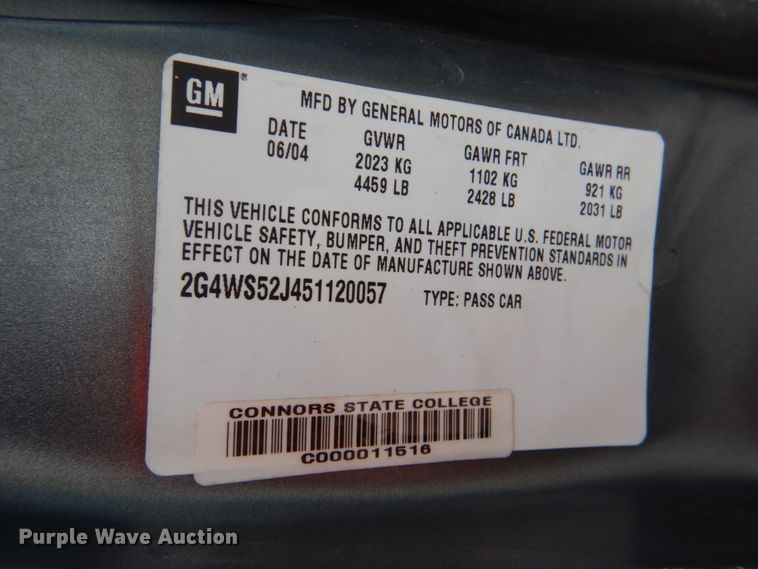 GM®
MFD BY GENERAL MOTORS OF CANADA LTD.
DATE GVWR GAWR FRT GAWR RR
06/04 2023 KG 1102 KG 921 KG
4459 LB 2428 LB 2031 LB
THIS VEHICLE CONFORMS TO ALL APPLICABLE U.S. FEDERAL MOTOR
VEHICLE SAFETY, BUMPER, AND THEFT PREVENTION STANDARDS IN
EFFECT ON THE DATE OF MANUFACTURE SHOWN ABOVE.
2G4WS52J451120057 TYPE: PASS CAR
CONNORS STATE COLLEGE
C000011516
Purple Wave Auction